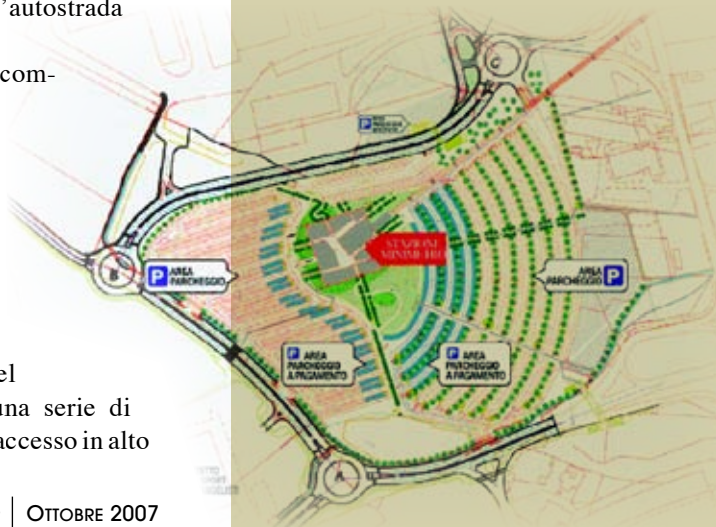 l'autostrada
com-
C
P
STAZIONE
MINIMETRO
B
P AREA
PARCHEGGIO
AREA
PARCHEGGIO P
P AREA
PARCHEGGIO
A PAGAMENTO
P AREA
PARCHEGGIO
A PAGAMENTO
el
una serie di
accesso in alto
A
OTTOBRE 2007